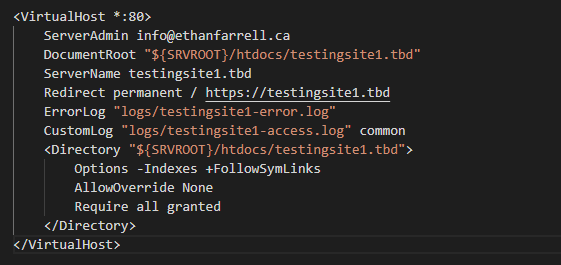 <VirtualHost *:80>
    ServerAdmin info@ethanfarrell.ca
    DocumentRoot "${SRVROOT}/htdocs/testingsite1.tbd"
    ServerName testingsite1.tbd
    Redirect permanent / https://testingsite1.tbd
    ErrorLog "logs/testingsite1-error.log"
    CustomLog "logs/testingsite1-access.log" common
    <Directory "${SRVROOT}/htdocs/testingsite1.tbd">
        Options -Indexes +FollowSymLinks
        AllowOverride None
        Require all granted
    </Directory>
</VirtualHost>